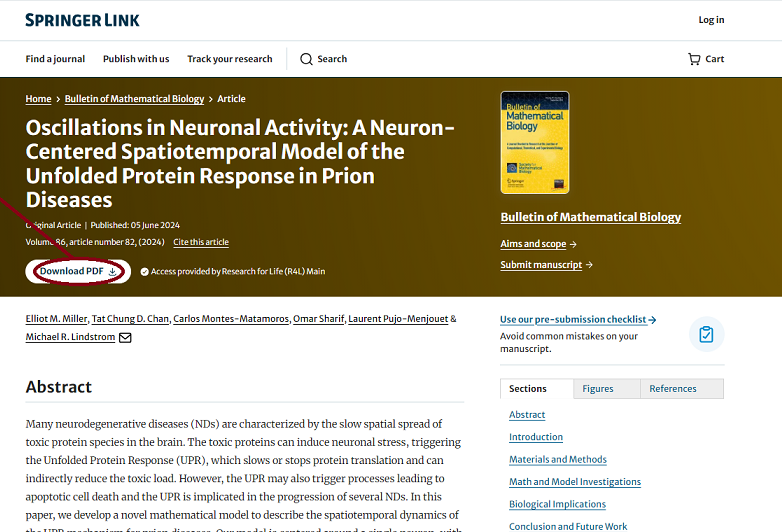 SPRINGER LINK
Log in
Find a journal Publish with us Track your research Search Cart
Home > Bulletin of Mathematical Biology > Article
Oscillations in Neuronal Activity: A Neuron-
Centered Spatiotemporal Model of the
Unfolded Protein Response in Prion
Diseases
Original Article | Published: 05 June 2024
Volume 86, article number 82, (2024) Cite this article
Download PDF
Access provided by Research for Life (R4L) Main
Bulletin of
Mathematical
Biology
Springer
Bulletin of Mathematical Biology
Aims and scope →
Submit manuscript →
Elliot M. Miller, Tat Chung D. Chan, Carlos Montes-Matamoros, Omar Sharif, Laurent Pujo-Menjouet &
Michael R. Lindstrom
Abstract
Many neurodegenerative diseases (NDs) are characterized by the slow spatial spread of
toxic protein species in the brain. The toxic proteins can induce neuronal stress, triggering
the Unfolded Protein Response (UPR), which slows or stops protein translation and can
indirectly reduce the toxic load. However, the UPR may also trigger processes leading to
apoptotic cell death and the UPR is implicated in the progression of several NDs. In this
paper, we develop a novel mathematical model to describe the spatiotemporal dynamics of
the UPR mechanism for prion diseases. Our model is centered around a single neuron, with
Use our pre-submission checklist →
Avoid common mistakes on your
manuscript.
Sections Figures References
Abstract
Introduction
Materials and Methods
Math and Model Investigations
Biological Implications
Conclusion and Future Work